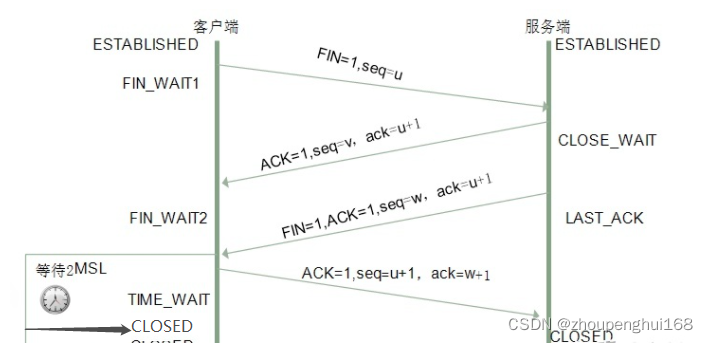 客户端 服务端
ESTABLISHED ESTABLISHED
FIN=1,seq=u
FIN_WAIT1
ACK=1,seq=v, ack=u+1
CLOSE_WAIT
FIN=1,ACK=1,seq=w, ack=u+1
FIN_WAIT2 LAST_ACK
等待2MSL
ACK=1,seq=u+1, ack=w+1
TIME_WAIT
CLOSED
CSDN @zhoupenghui168
CLOSED